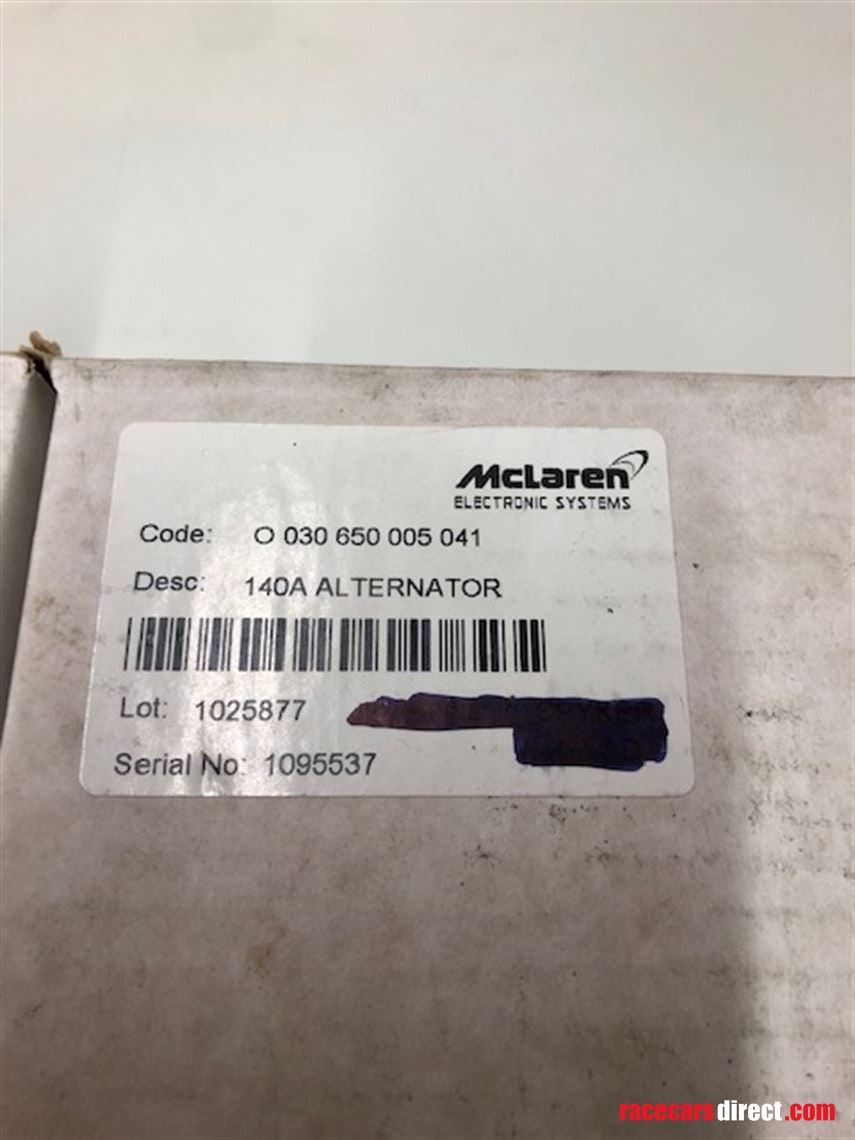 McLaren
ELECTRONIC SYSTEMS
Code: O 030 650 005 041
Desc: 140A ALTERNATOR
Lot: 1025877
Serial No: 1095537
racecarsdirect.com